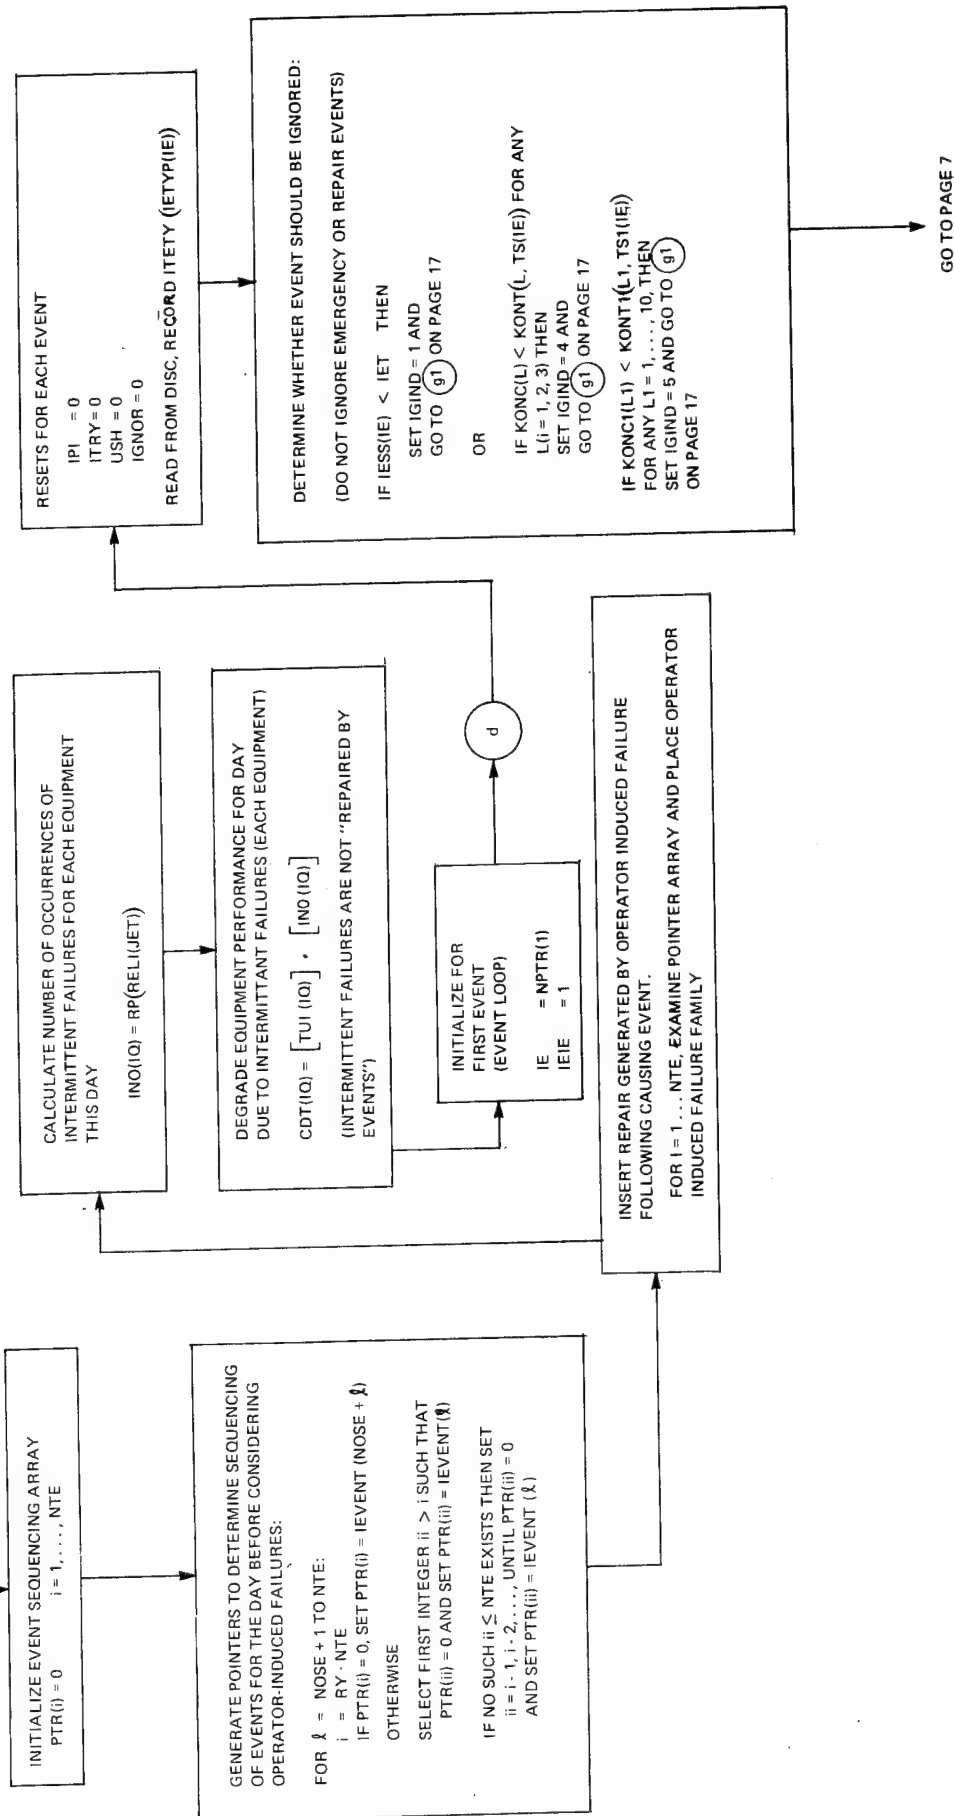 INITIALIZE EVENT SEQUENCING ARRAY
PTR(i) = 0 i = 1, . . . , NTE
GENERATE POINTERS TO DETERMINE SEQUENCING
OF EVENTS FOR THE DAY BEFORE CONSIDERING
OPERATOR-INDUCED FAILURES:
FOR ℓ = NOSE + 1 TO NTE:
i = RY · NTE
IF PTR(i) = 0, SET PTR(i) = IEVENT (NOSE + ℓ)
OTHERWISE
SELECT FIRST INTEGER ii > i SUCH THAT
PTR(ii) = 0 AND SET PTR(ii) = IEVENT(ℓ)
IF NO SUCH ii ≤ NTE EXISTS THEN SET
ii = i - 1, i - 2, . . . , UNTIL PTR(ii) = 0
AND SET PTR(ii) = IEVENT (ℓ)
INSERT REPAIR GENERATED BY OPERATOR INDUCED FAILURE
FOLLOWING CAUSING EVENT.
FOR I = 1 . . . NTE, EXAMINE POINTER ARRAY AND PLACE OPERATOR
INDUCED FAILURE FAMILY
CALCULATE NUMBER OF OCCURRENCES OF
INTERMITTENT FAILURES FOR EACH EQUIPMENT
THIS DAY
INO(IQ) = RP(RELI(JET))
DEGRADE EQUIPMENT PERFORMANCE FOR DAY
DUE TO INTERMITTANT FAILURES (EACH EQUIPMENT)
CDT(IQ) = [TUI (IQ)] · [INO (IQ)]
(INTERMITTENT FAILURES ARE NOT "REPAIRED BY
EVENTS")
INITIALIZE FOR
FIRST EVENT
(EVENT LOOP)
IE = NPTR(1)
IEIE = 1
d
RESETS FOR EACH EVENT
IPI = 0
ITRY = 0
USH = 0
IGNOR = 0
READ FROM DISC, RECORD ITETY (IETYP(IE))
DETERMINE WHETHER EVENT SHOULD BE IGNORED:
(DO NOT IGNORE EMERGENCY OR REPAIR EVENTS)
IF IESS(IE) < IET THEN
SET IGIND = 1 AND
GO TO g1 ON PAGE 17
OR
IF KONC(L) < KONT(L, TS(IE)) FOR ANY
L(i = 1, 2, 3) THEN
SET IGIND = 4 AND
GO TO g1 ON PAGE 17
IF KONC1(L1) < KONT1(L1, TS1(IE))
FOR ANY L1 = 1, . . . , 10, THEN
SET IGIND = 5 AND GO TO g1
ON PAGE 17
GO TO PAGE 7